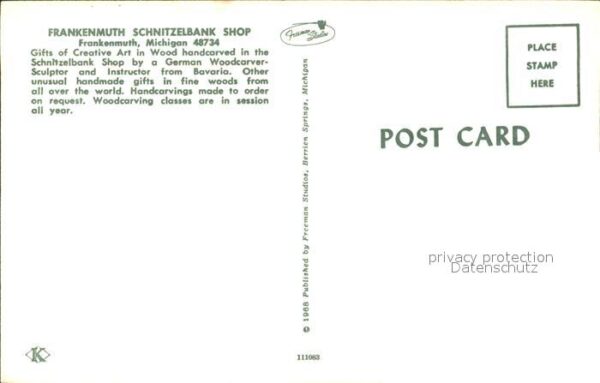 FRANKENMUTH SCHNITZELBANK SHOP
Frankenmuth, Michigan 48734
Gifts of Creative Art in Wood handcarved in the
Schnitzelbank Shop by a German Woodcarver-
Sculptor and Instructor from Bavaria. Other
unusual handmade gifts in fine woods from
all over the world. Handcarvings made to order
on request. Woodcarving classes are in session
all year.
© 1968 Published by Freeman Studios, Berrien Springs, Michigan
PLACE
STAMP
HERE
POST CARD
privacy protection
Datenschutz
K
111063